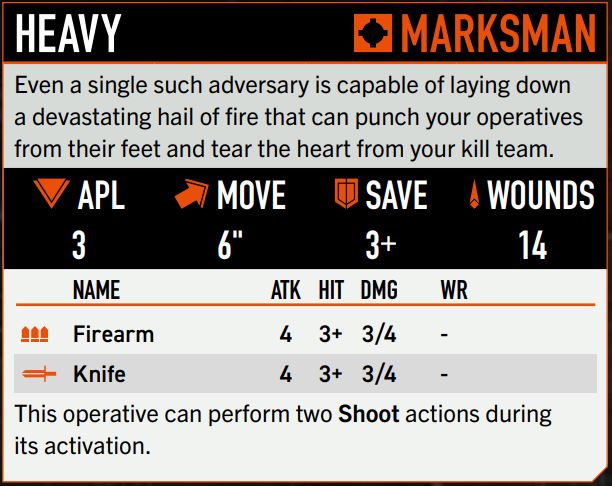 HEAVY MARKSMAN
Even a single such adversary is capable of laying down
a devastating hail of fire that can punch your operatives
from their feet and tear the heart from your kill team.
APL MOVE SAVE WOUNDS
3 6" 3+ 14
NAME ATK HIT DMG WR
Firearm 4 3+ 3/4 -
Knife 4 3+ 3/4 -
This operative can perform two Shoot actions during
its activation.